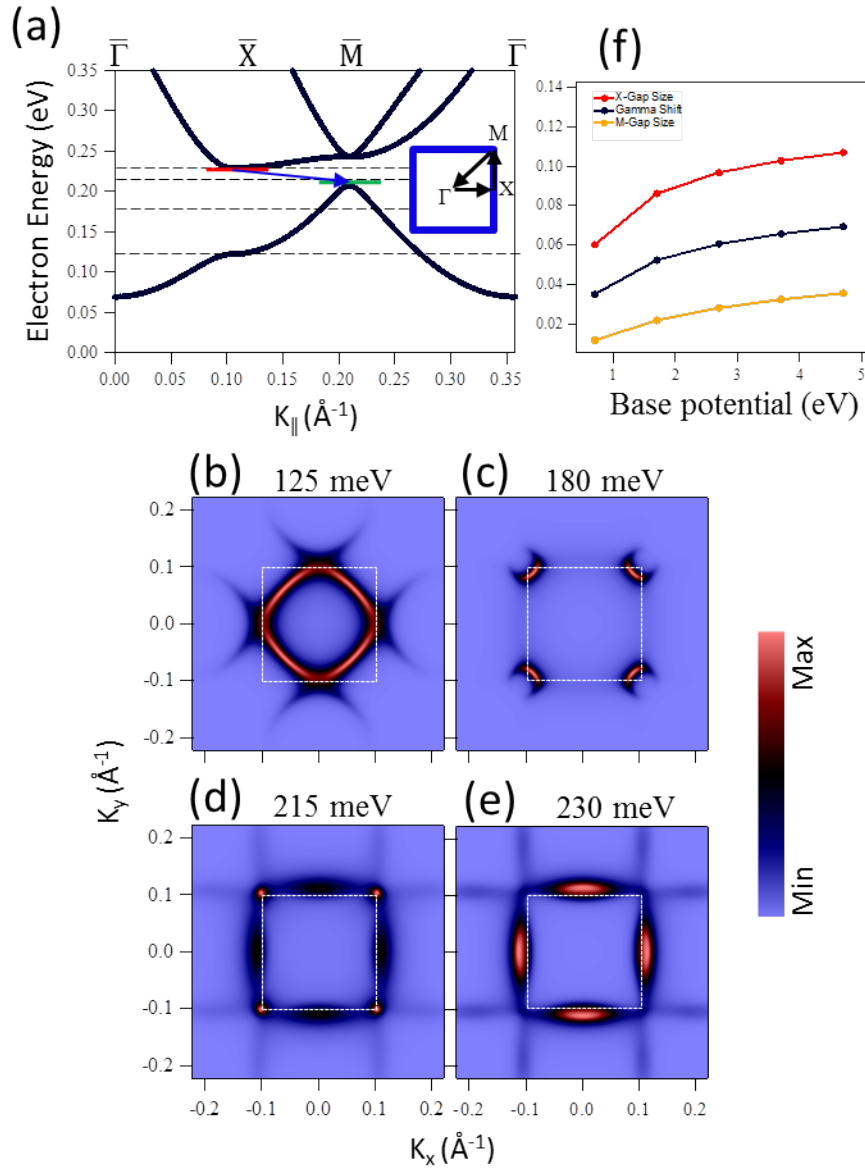 (a)
Γ X M Γ
Electron Energy (eV)
0.35
0.30
0.25
0.20
0.15
0.10
0.05
0.00
0.00 0.05 0.10 0.15 0.20 0.25 0.30 0.35
K∥ (Å-1)
M
Γ X
(f)
X-Gap Size
Gamma Shift
M-Gap Size
0.14
0.12
0.10
0.08
0.06
0.04
0.02
1 2 3 4 5
Base potential (eV)
(b) 125 meV
(c) 180 meV
0.2
0.1
0.0
-0.1
-0.2
Ky (Å-1)
(d) 215 meV
(e) 230 meV
0.2
0.1
0.0
-0.1
-0.2
-0.2 -0.1 0.0 0.1 0.2 -0.2 -0.1 0.0 0.1 0.2
Kx (Å-1)
Max
Min